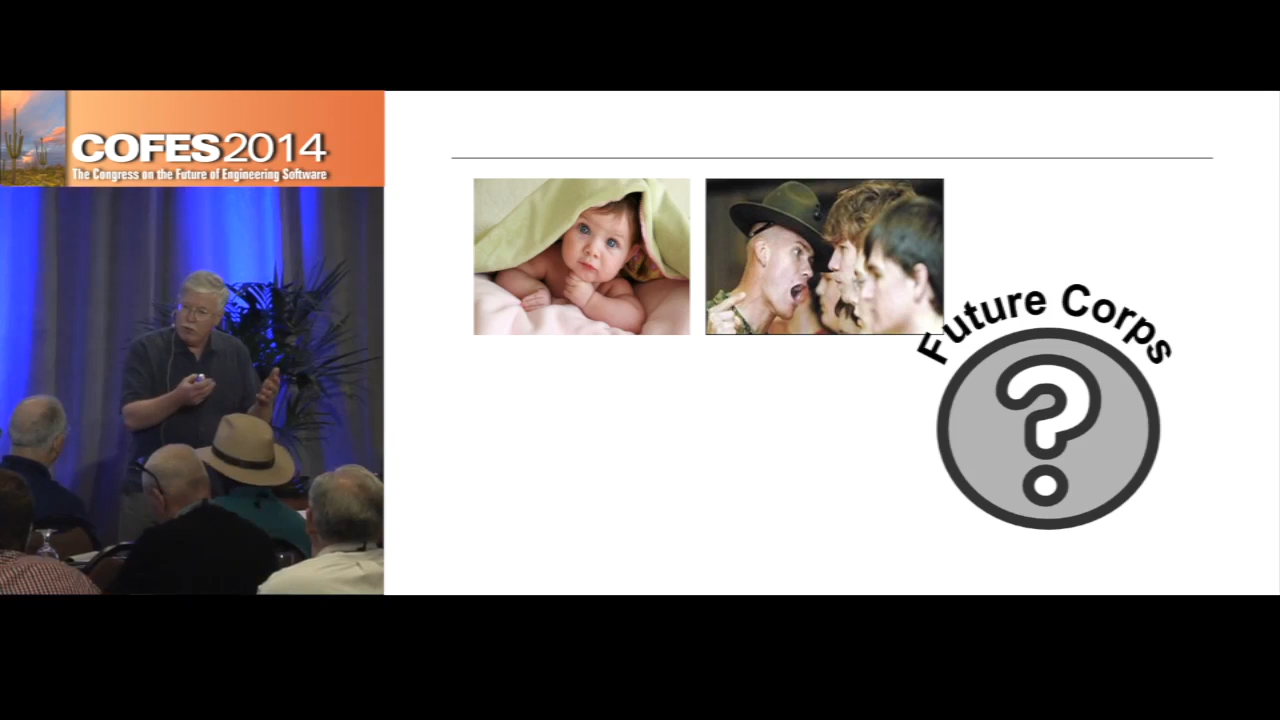 COFES2014
The Congress on the Future of Engineering Software
Future Corps
?